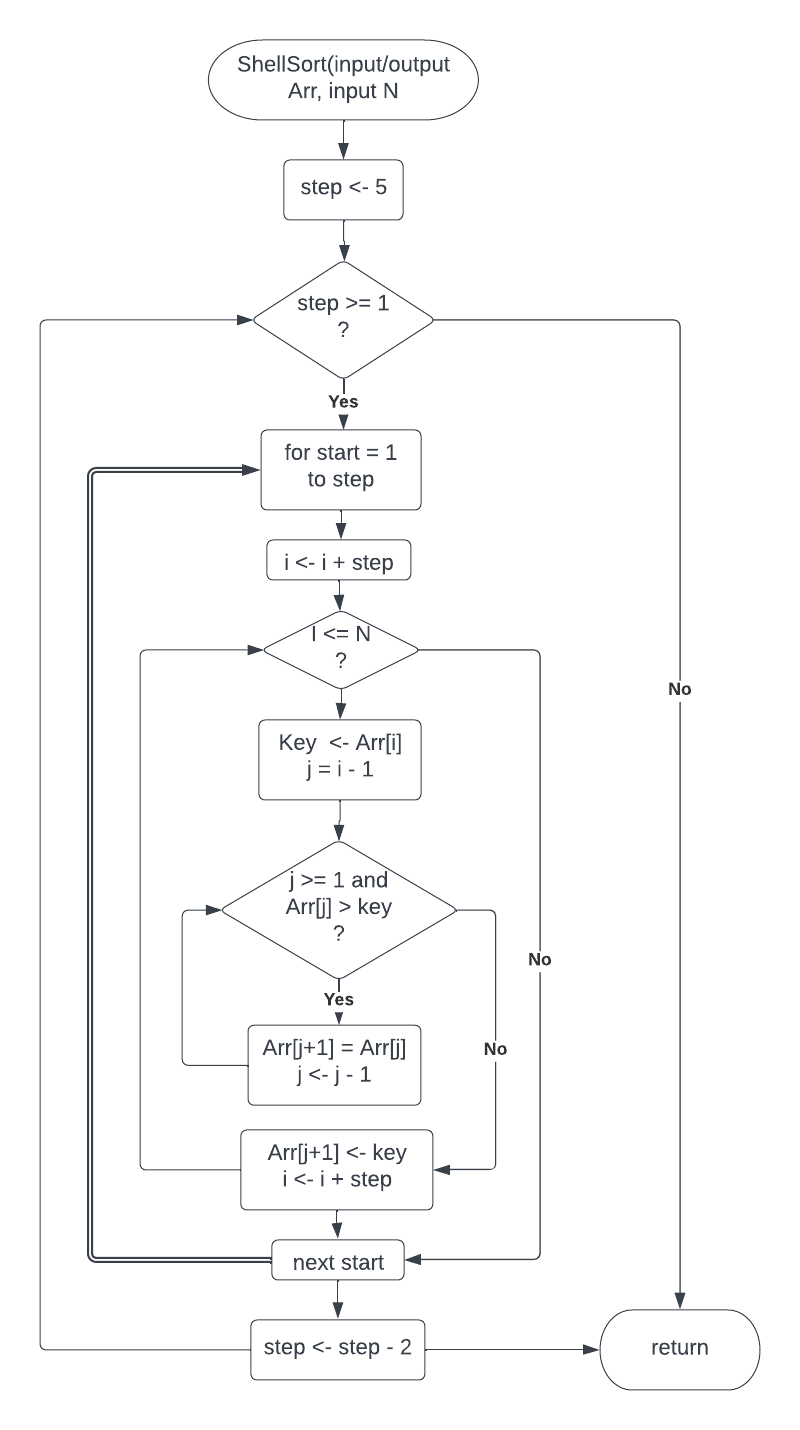 ShellSort(input/output
Arr, input N
step <- 5
step >= 1
?
Yes
for start = 1
to step
i <- i + step
I <= N
?
No
Key  <- Arr[i]
j = i - 1
j >= 1 and
Arr[j] > key
?
No
Yes
Arr[j+1] = Arr[j]
j <- j - 1
No
Arr[j+1] <- key
i <- i + step
next start
step <- step - 2
return